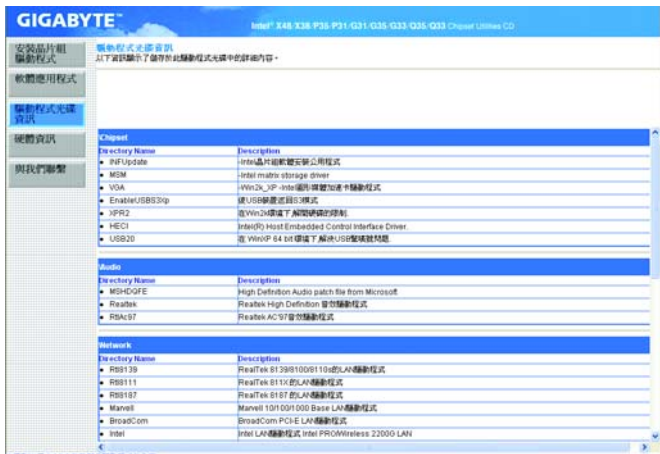 GIGABYTE™
Intel® X48/X38/P35/P31/G31/G35/G33/Q35/Q33 Chipset Utilities CD
安裝晶片組
驅動程式
軟體應用程式
驅動程式光碟
資訊
硬體資訊
與我們聯繫
驅動程式光碟資訊
以下資訊顯示了儲存於此驅動程式光碟中的詳細內容。
Chipset
Directory Name Description
INFUpdate -Intel晶片組軟體安裝公用程式
MSM -Intel matrix storage driver
VGA -Win2k_XP -Intel圖形媒體加速卡驅動程式
EnableUSBS3Xp 使USB裝置返回S3模式
XPR2 在Win2k環境下,解開硬碟的限制.
HECI Intel(R) Host Embedded Control Interface Driver.
USB20 在 WinXP 64 bit 環境下,解決USB驚嘆號問題.
Audio
Directory Name Description
MSHDQFE High Definition Audio patch file from Microsoft
Realtek Realtek High Definition 音效驅動程式
RtlAc97 Realtek AC'97音效驅動程式
Network
Directory Name Description
Rtl8139 RealTek 8139/8100/8110s的LAN驅動程式
Rtl8111 RealTek 811X 的LAN驅動程式
Rtl8187 RealTek 8187 的LAN驅動程式
Marvell Marvell 10/100/1000 Base LAN驅動程式
BroadCom BroadCom PCI-E LAN驅動程式
Intel Intel LAN驅動程式 Intel PRO/Wireless 2200G LAN